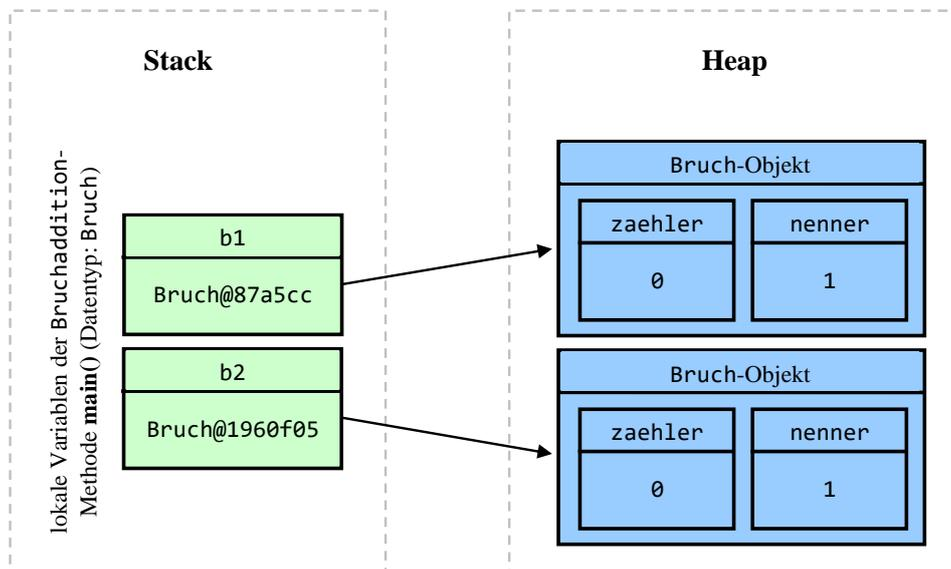 Stack
Heap
lokale Variablen der Bruchaddition-
Methode main() (Datentyp: Bruch)
b1
Bruch@87a5cc
b2
Bruch@1960f05
Bruch-Objekt
zaehler
nenner
0
1
Bruch-Objekt
zaehler
nenner
0
1